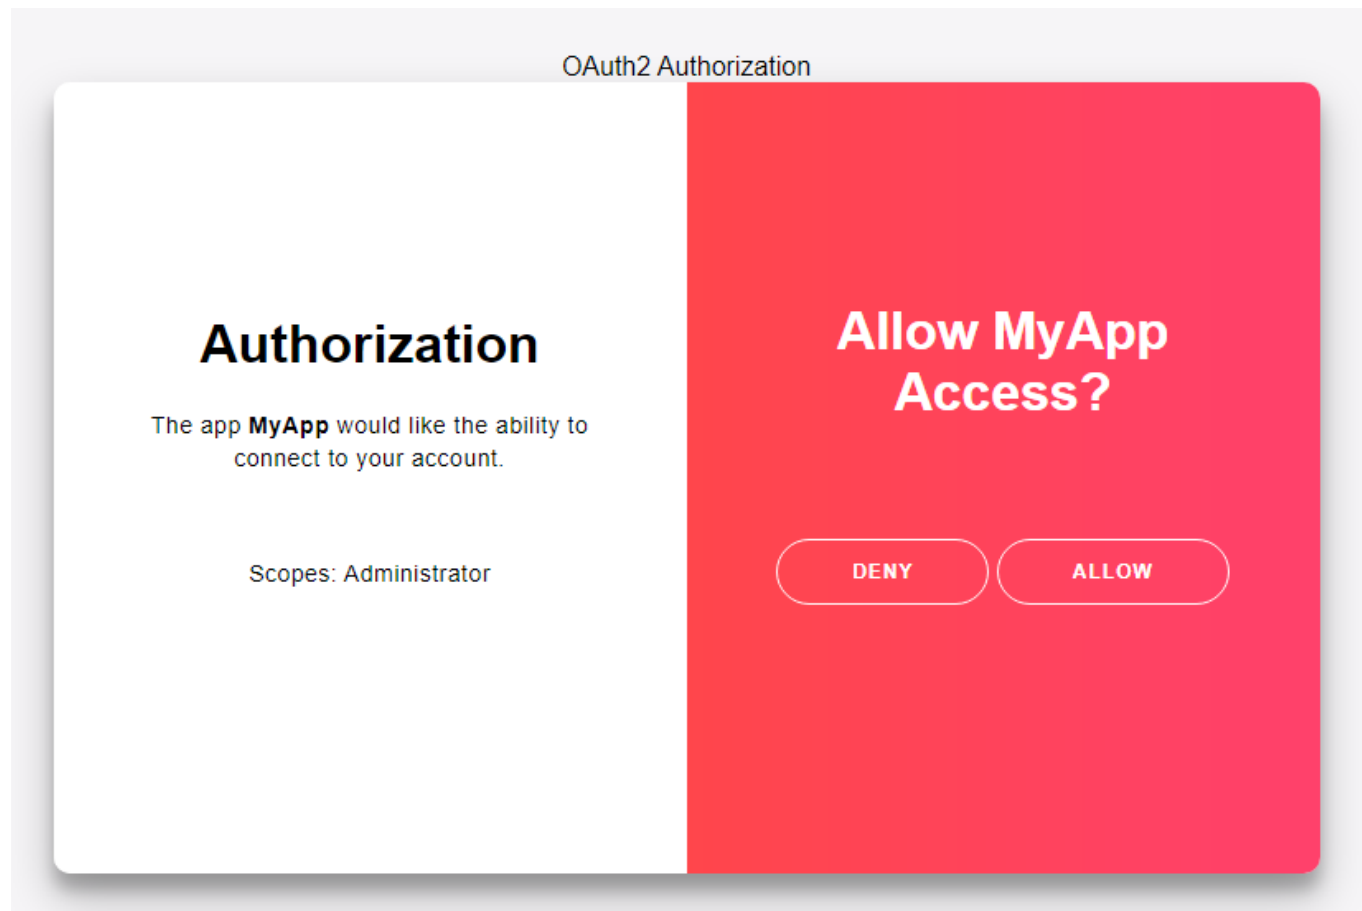 OAuth2 Authorization
Authorization
The app MyApp would like the ability to
connect to your account.
Scopes: Administrator
Allow MyApp
Access?
DENY
ALLOW